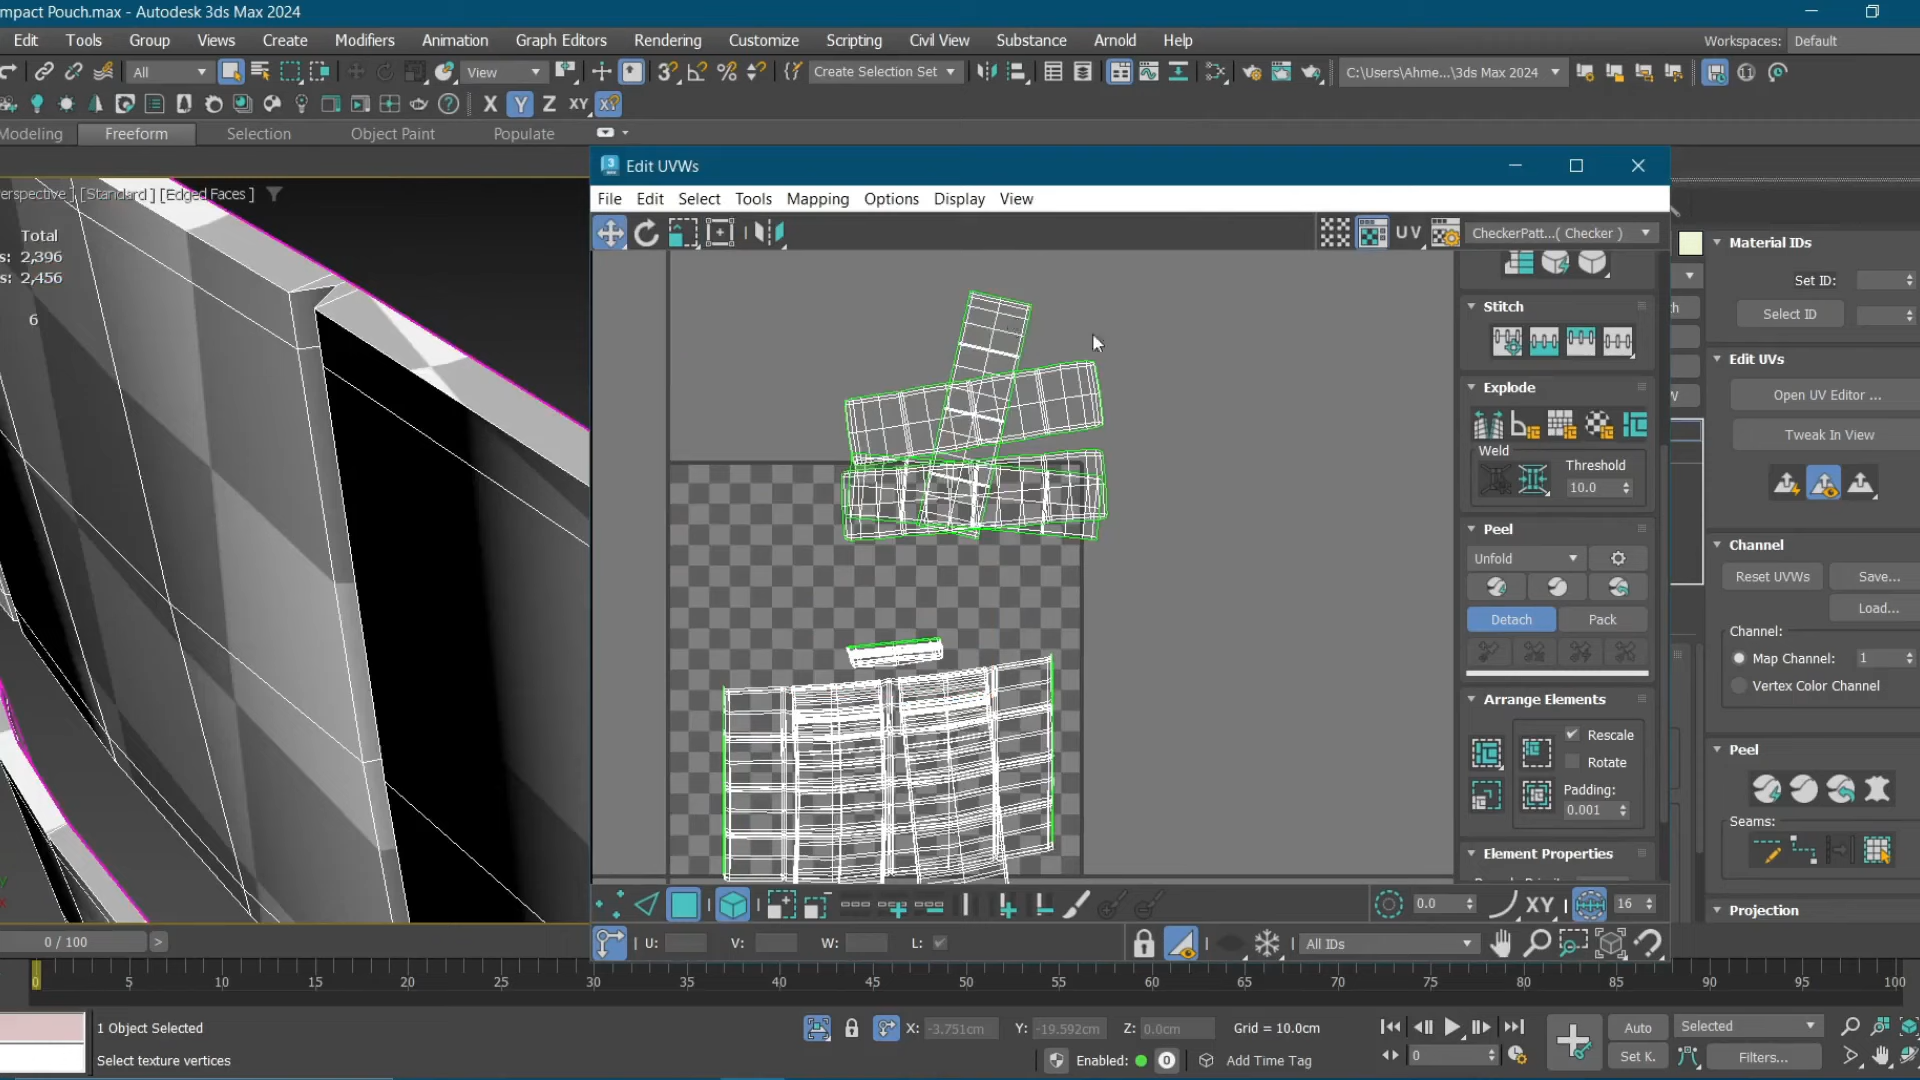 mpact Pouch.max - Autodesk 3ds Max 2024
Edit Tools Group Views Create Modifiers Animation Graph Editors Rendering Customize Scripting Civil View Substance Arnold Help
Workspaces: Default
All View Create Selection Set C:\Users\Ahme...\3ds Max 2024
X Y Z XY
Modeling Freeform Selection Object Paint Populate
Edit UVWs
File Edit Select Tools Mapping Options Display View
erspective ] [Standard ] [Edged Faces ]
UV CheckerPatt...( Checker )
Total
s: 2,396
s: 2,456
6
Stitch
Explode
Weld
Threshold
10.0
Peel
Unfold
Detach Pack
Arrange Elements
Rescale
Rotate
Padding:
0.001
Element Properties
Material IDs
Set ID:
Select ID
Edit UVs
Open UV Editor ...
Tweak In View
Channel
Reset UVWs Save...
Load...
Channel:
Map Channel: 1
Vertex Color Channel
Peel
Seams:
Projection
0.0 XY 16
U: V: W: L: All IDs
0 / 100 >
0 5 10 15 20 25 30 35 40 45 50 55 60 65 70 75 80 85 90 95 100
1 Object Selected
X: -3.751cm Y: -19.592cm Z: 0.0cm Grid = 10.0cm
Auto Selected
Select texture vertices
Enabled: 0 Add Time Tag
0
Set K. Filters...